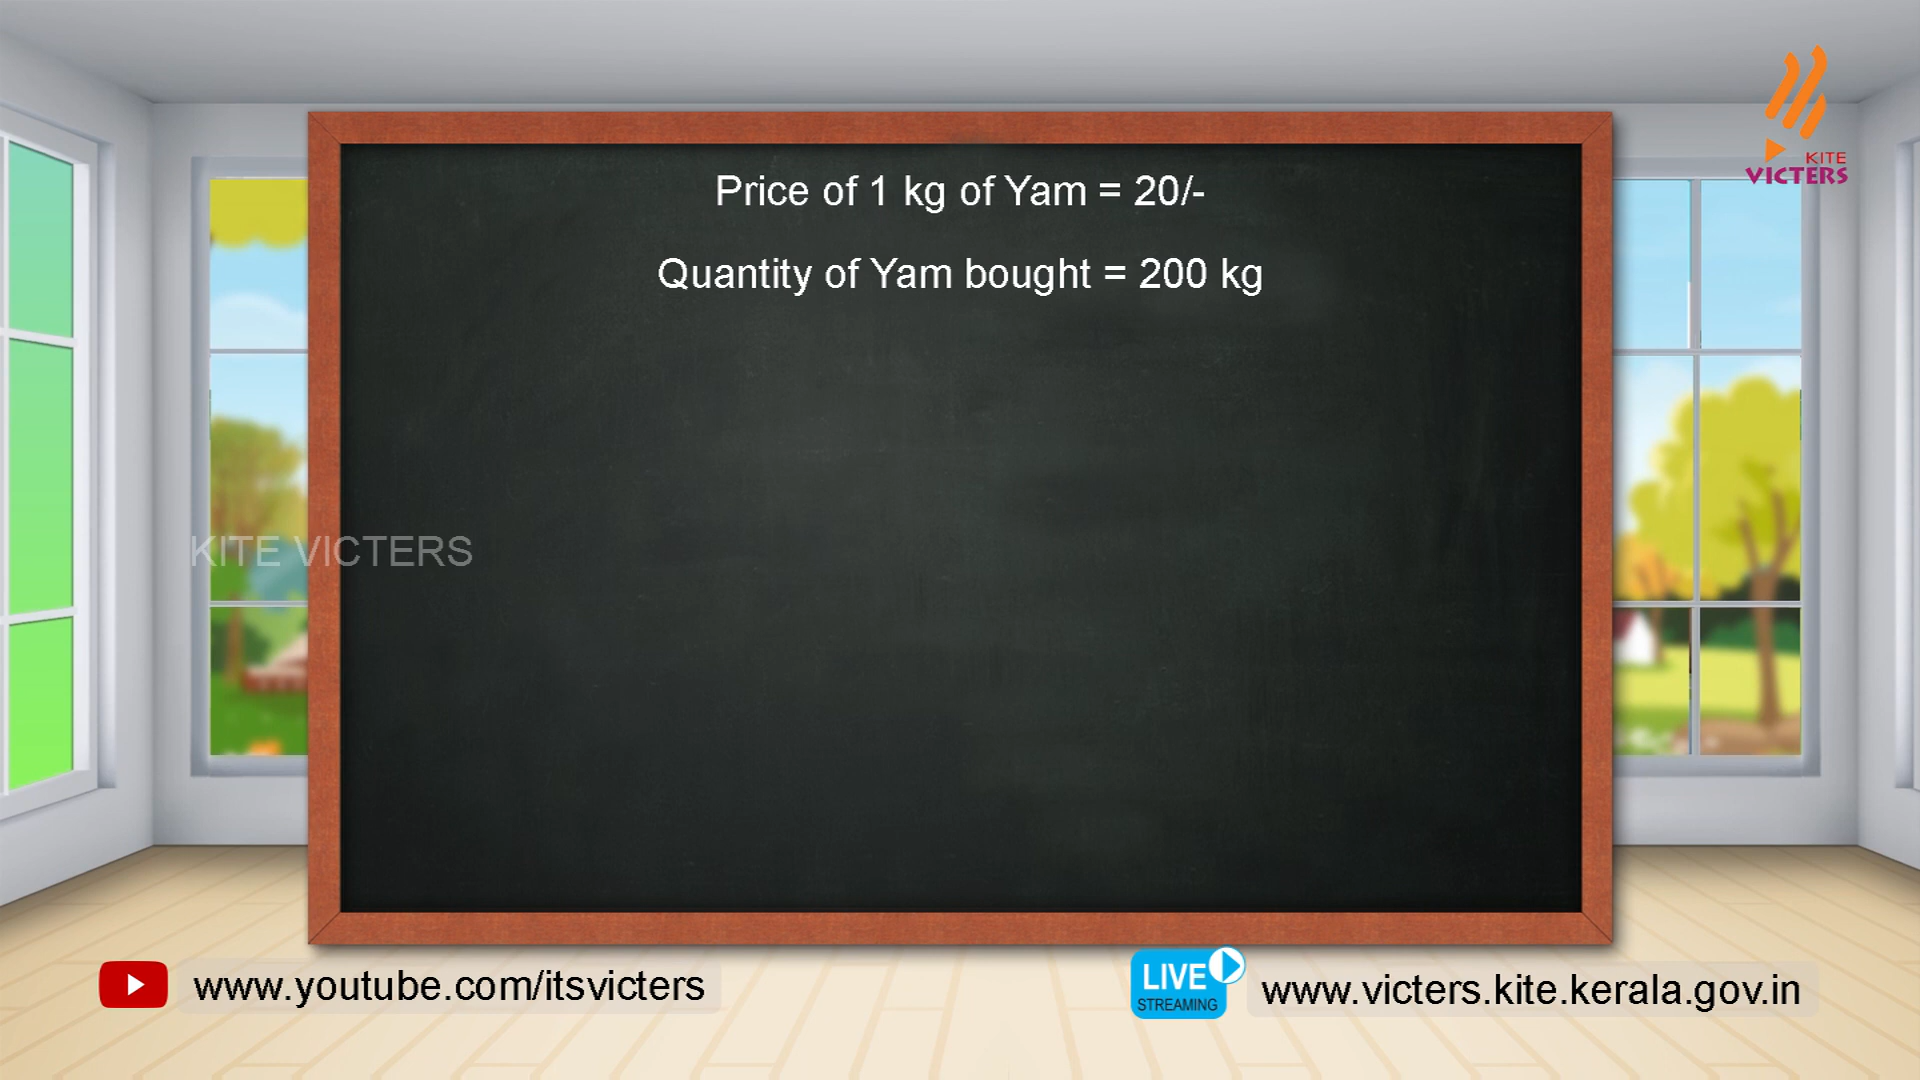 KITE
VICTERS
Price of 1 kg of Yam = 20/-
Quantity of Yam bought = 200 kg
KITE VICTERS
www.youtube.com/itsvicters
LIVE
STREAMING
www.victers.kite.kerala.gov.in